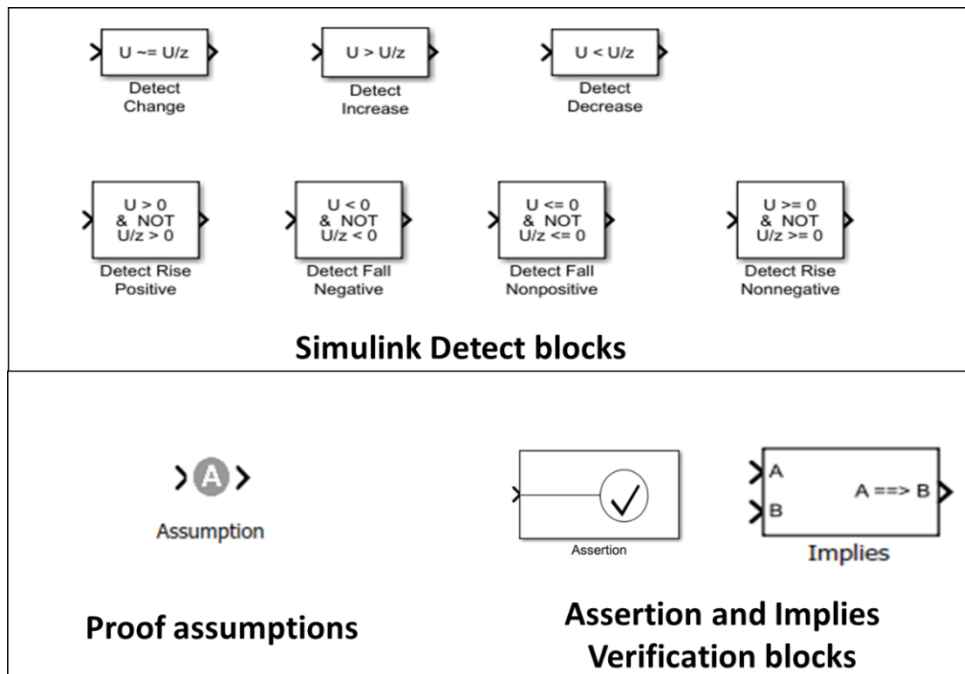 U ~= U/z
Detect
Change
U > U/z
Detect
Increase
U < U/z
Detect
Decrease
U > 0
& NOT
U/z > 0
Detect Rise
Positive
U < 0
& NOT
U/z < 0
Detect Fall
Negative
U <= 0
& NOT
U/z <= 0
Detect Fall
Nonpositive
U >= 0
& NOT
U/z >= 0
Detect Rise
Nonnegative
Simulink Detect blocks
A
Assumption
Proof assumptions
Assertion
A
B
A ==> B
Implies
Assertion and Implies
Verification blocks